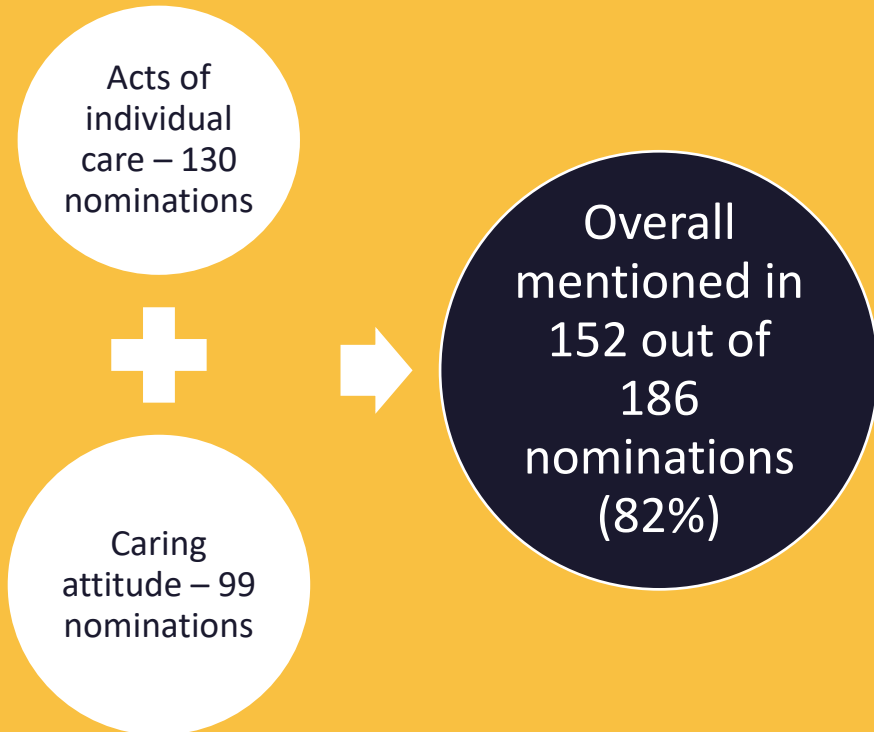 Acts of
individual
care – 130
nominations
Caring
attitude – 99
nominations
Overall
mentioned in
152 out of
186
nominations
(82%)